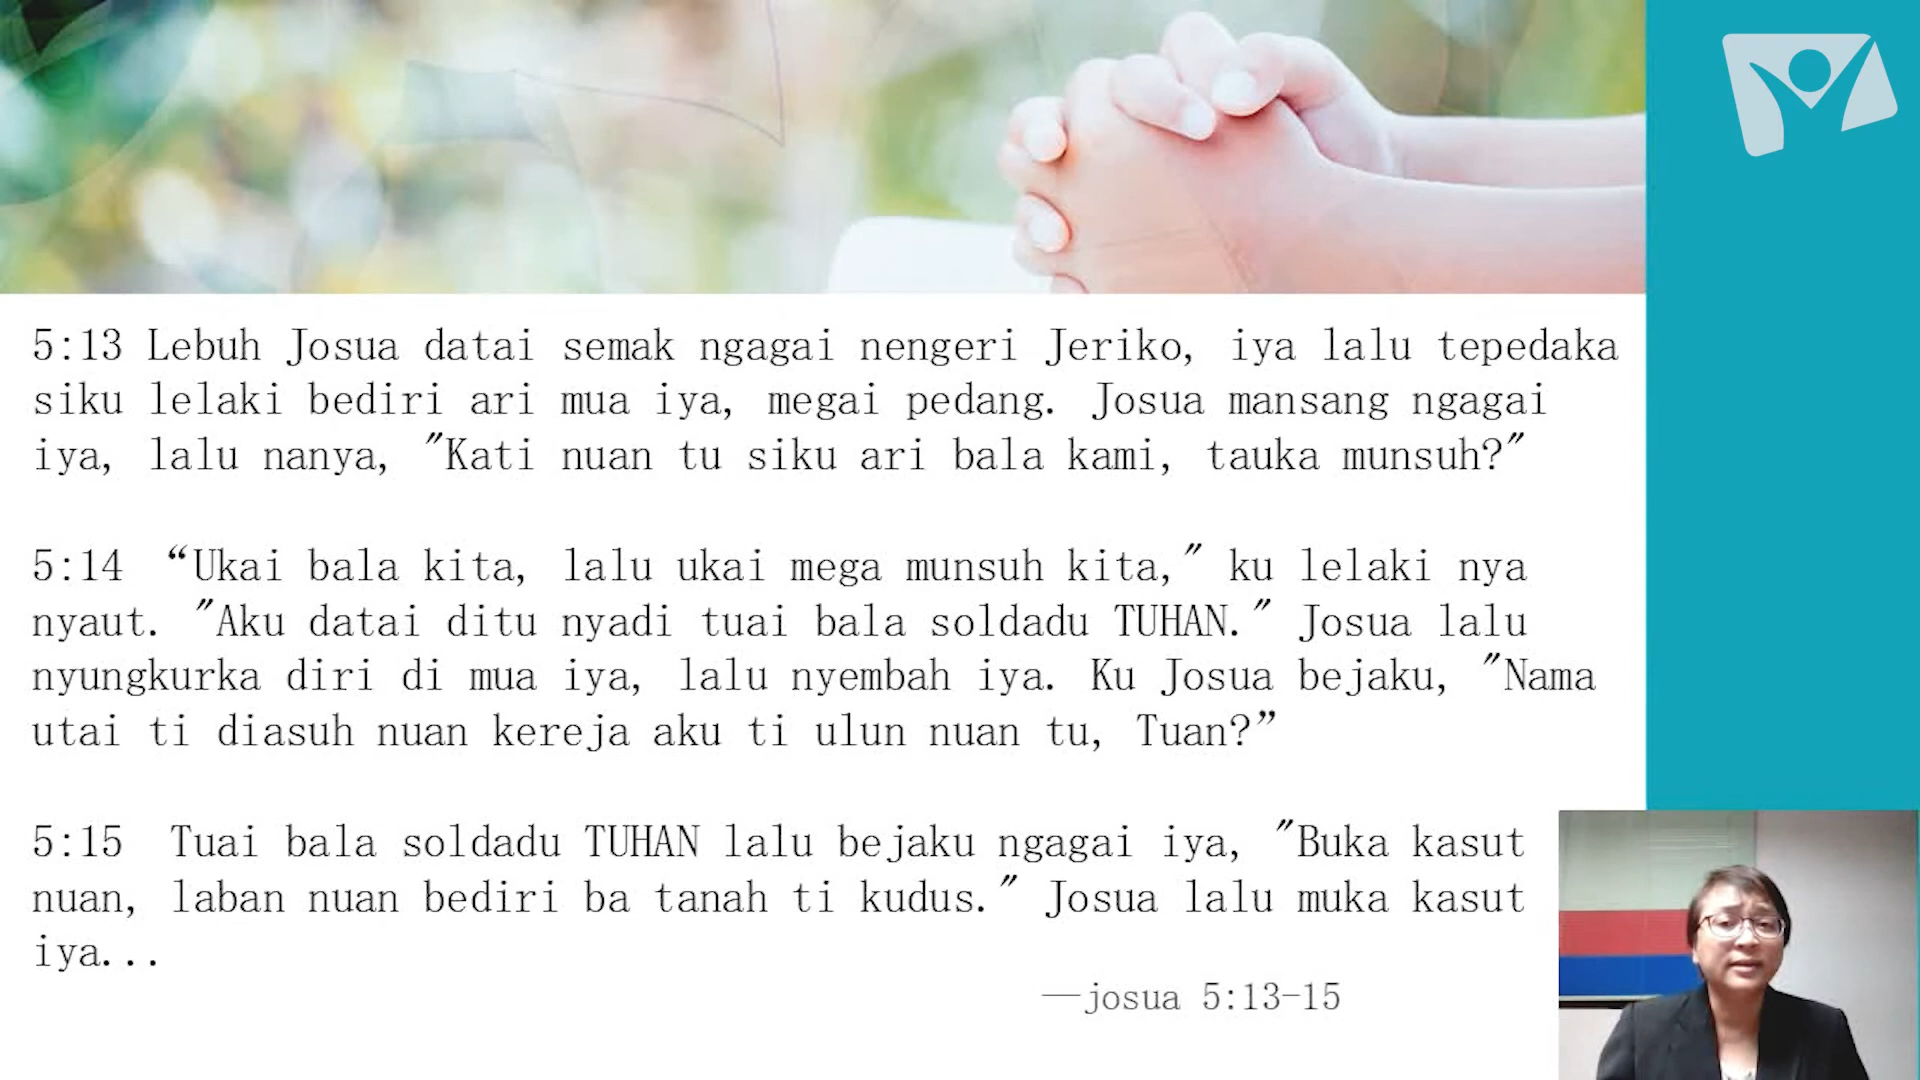 5:13 Lebuh Josua datai semak ngagai nengeri Jeriko, iya lalu tepedaka
siku lelaki bediri ari mua iya, megai pedang. Josua mansang ngagai
iya, lalu nanya, "Kati nuan tu siku ari bala kami, tauka munsuh?"
5:14 “Ukai bala kita, lalu ukai mega munsuh kita," ku lelaki nya
nyaut. "Aku datai ditu nyadi tuai bala soldadu TUHAN." Josua lalu
nyungkurka diri di mua iya, lalu nyembah iya. Ku Josua bejaku, "Nama
utai ti diasuh nuan kereja aku ti ulun nuan tu, Tuan?”
5:15 Tuai bala soldadu TUHAN lalu bejaku ngagai iya, "Buka kasut
nuan, laban nuan bediri ba tanah ti kudus." Josua lalu muka kasut
iya...
—josua 5:13-15